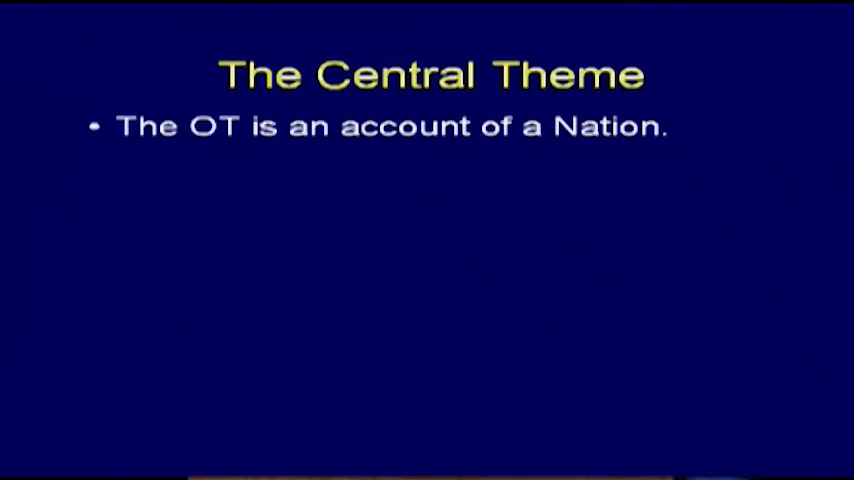 The Central Theme
• The OT is an account of a Nation.